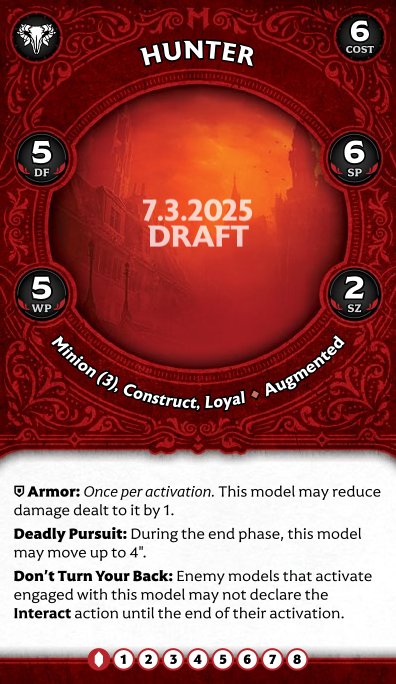 HUNTER
6
COST
5
DF
6
SP
7.3.2025
DRAFT
5
WP
2
SZ
Minion (3), Construct, Loyal ♦ Augmented
Armor: Once per activation. This model may reduce
damage dealt to it by 1.
Deadly Pursuit: During the end phase, this model
may move up to 4".
Don't Turn Your Back: Enemy models that activate
engaged with this model may not declare the
Interact action until the end of their activation.
1 2 3 4 5 6 7 8